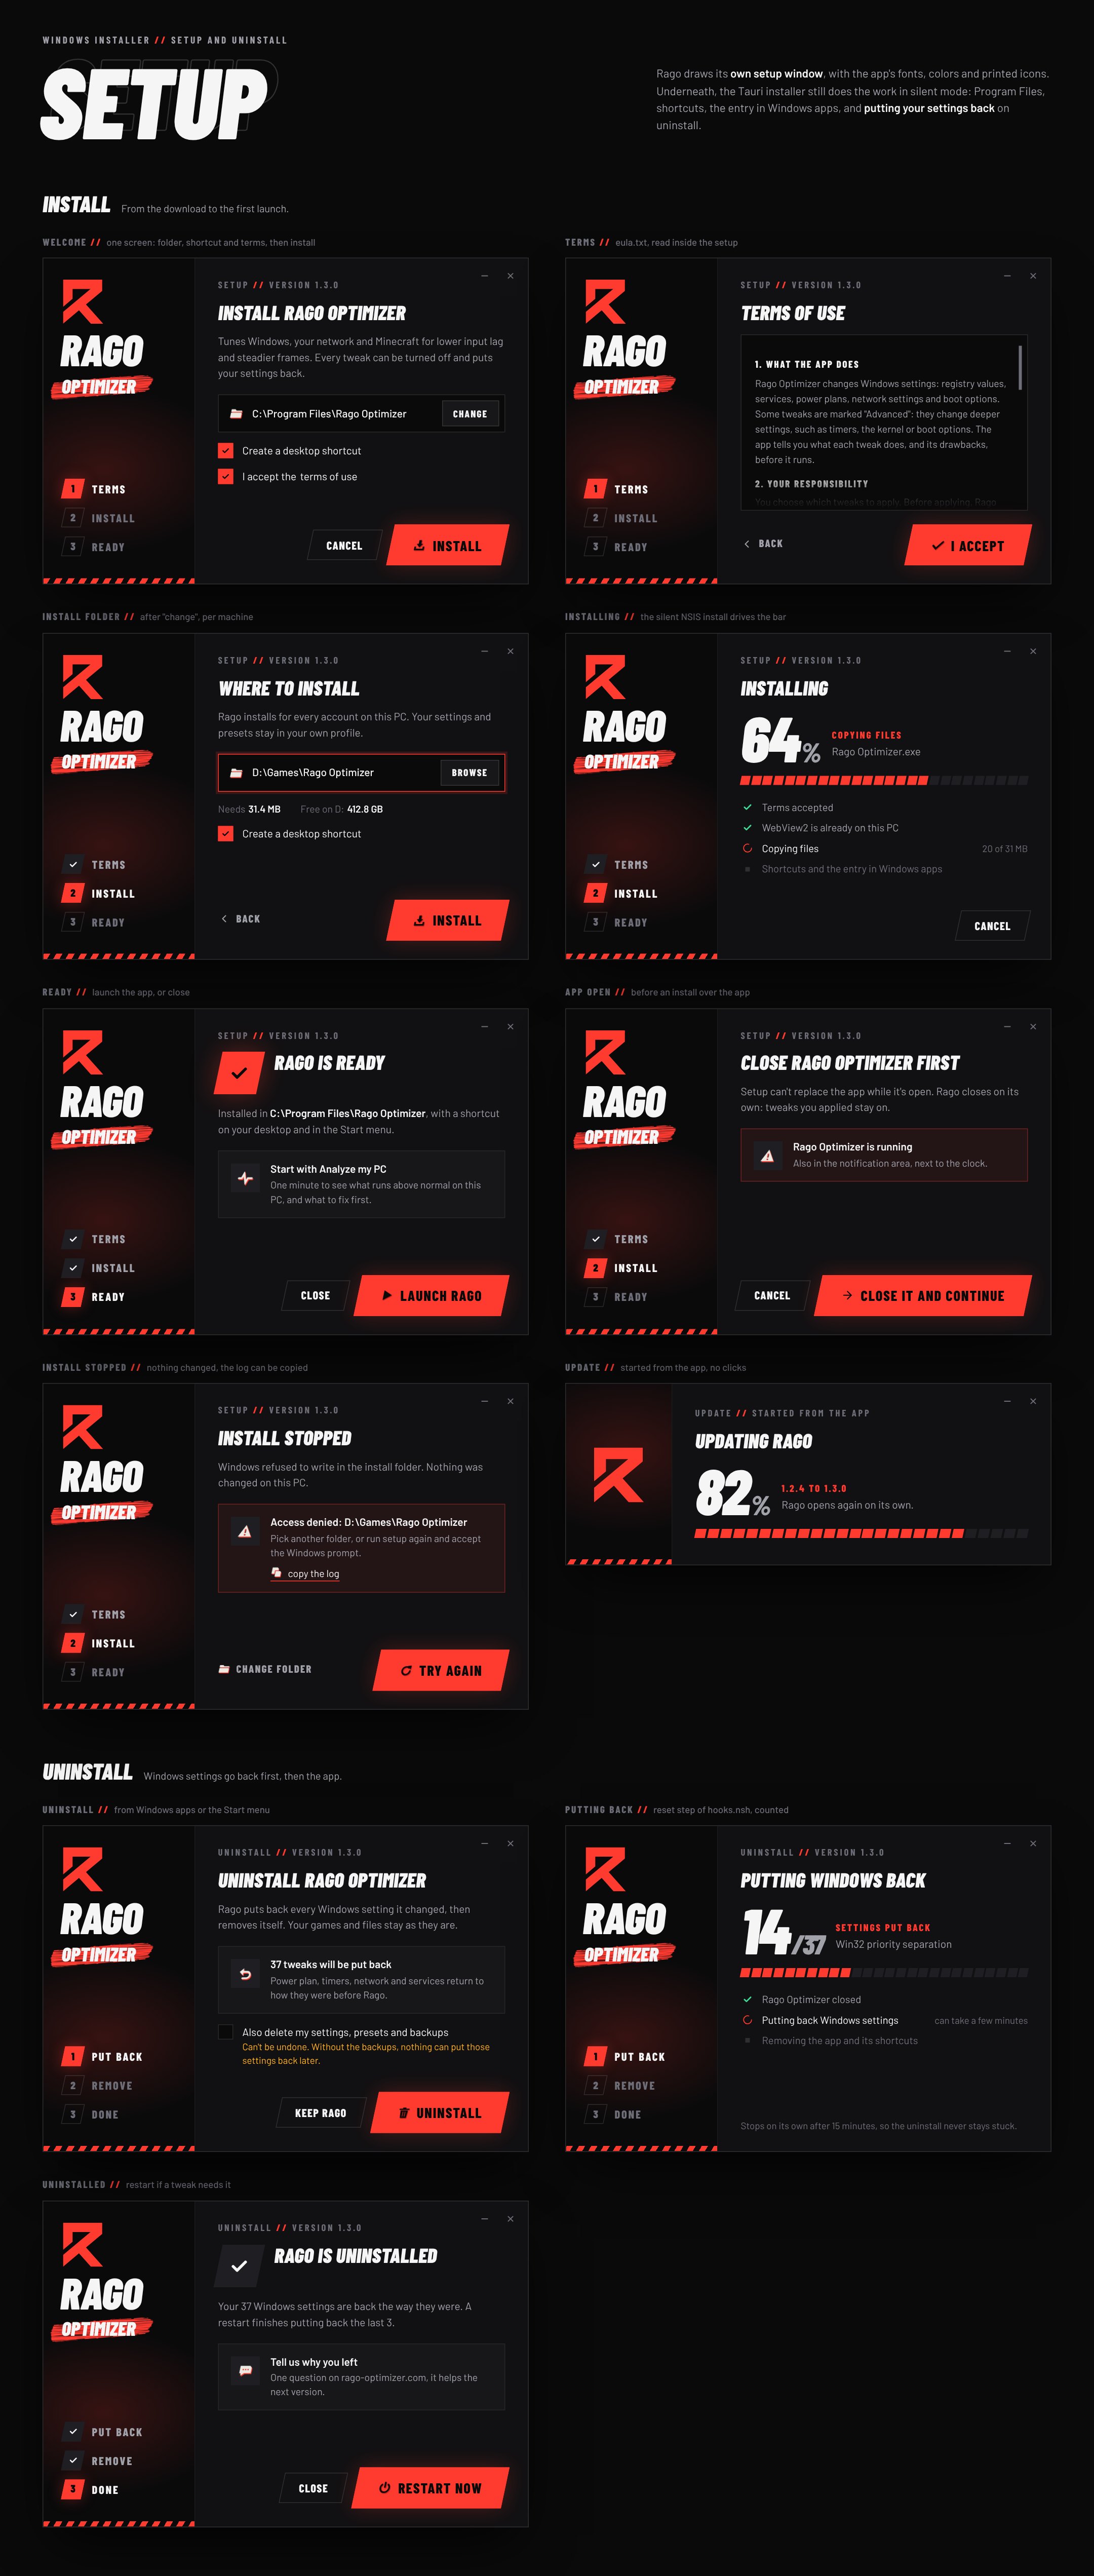 WINDOWS INSTALLER // SETUP AND UNINSTALL
SETUP
Rago draws its own setup window, with the app's fonts, colors and printed icons.
Underneath, the Tauri installer still does the work in silent mode: Program Files,
shortcuts, the entry in Windows apps, and putting your settings back on
uninstall.
INSTALL From the download to the first launch.
WELCOME // one screen: folder, shortcut and terms, then install
RAGO
OPTIMIZER
1 TERMS
2 INSTALL
3 READY
SETUP // VERSION 1.3.0
INSTALL RAGO OPTIMIZER
Tunes Windows, your network and Minecraft for lower input lag
and steadier frames. Every tweak can be turned off and puts
your settings back.
C:\Program Files\Rago Optimizer CHANGE
Create a desktop shortcut
I accept the terms of use
CANCEL INSTALL
TERMS // eula.txt, read inside the setup
RAGO
OPTIMIZER
1 TERMS
2 INSTALL
3 READY
SETUP // VERSION 1.3.0
TERMS OF USE
1. WHAT THE APP DOES
Rago Optimizer changes Windows settings: registry values,
services, power plans, network settings and boot options.
Some tweaks are marked "Advanced": they change deeper
settings, such as timers, the kernel or boot options. The
app tells you what each tweak does, and its drawbacks,
before it runs.
2. YOUR RESPONSIBILITY
You choose which tweaks to apply. Before applying, Rago
BACK I ACCEPT
INSTALL FOLDER // after "change", per machine
RAGO
OPTIMIZER
TERMS
2 INSTALL
3 READY
SETUP // VERSION 1.3.0
WHERE TO INSTALL
Rago installs for every account on this PC. Your settings and
presets stay in your own profile.
D:\Games\Rago Optimizer BROWSE
Needs 31.4 MB Free on D: 412.8 GB
Create a desktop shortcut
BACK INSTALL
INSTALLING // the silent NSIS install drives the bar
RAGO
OPTIMIZER
TERMS
2 INSTALL
3 READY
SETUP // VERSION 1.3.0
INSTALLING
64% COPYING FILES
Rago Optimizer.exe
Terms accepted
WebView2 is already on this PC
Copying files 20 of 31 MB
Shortcuts and the entry in Windows apps
CANCEL
READY // launch the app, or close
RAGO
OPTIMIZER
TERMS
INSTALL
3 READY
SETUP // VERSION 1.3.0
RAGO IS READY
Installed in C:\Program Files\Rago Optimizer, with a shortcut
on your desktop and in the Start menu.
Start with Analyze my PC
One minute to see what runs above normal on this
PC, and what to fix first.
CLOSE LAUNCH RAGO
APP OPEN // before an install over the app
RAGO
OPTIMIZER
TERMS
2 INSTALL
3 READY
SETUP // VERSION 1.3.0
CLOSE RAGO OPTIMIZER FIRST
Setup can't replace the app while it's open. Rago closes on its
own: tweaks you applied stay on.
Rago Optimizer is running
Also in the notification area, next to the clock.
CANCEL CLOSE IT AND CONTINUE
INSTALL STOPPED // nothing changed, the log can be copied
RAGO
OPTIMIZER
TERMS
2 INSTALL
3 READY
SETUP // VERSION 1.3.0
INSTALL STOPPED
Windows refused to write in the install folder. Nothing was
changed on this PC.
Access denied: D:\Games\Rago Optimizer
Pick another folder, or run setup again and accept
the Windows prompt.
copy the log
CHANGE FOLDER TRY AGAIN
UPDATE // started from the app, no clicks
UPDATE // STARTED FROM THE APP
UPDATING RAGO
82% 1.2.4 TO 1.3.0
Rago opens again on its own.
UNINSTALL Windows settings go back first, then the app.
UNINSTALL // from Windows apps or the Start menu
RAGO
OPTIMIZER
1 PUT BACK
2 REMOVE
3 DONE
UNINSTALL // VERSION 1.3.0
UNINSTALL RAGO OPTIMIZER
Rago puts back every Windows setting it changed, then
removes itself. Your games and files stay as they are.
37 tweaks will be put back
Power plan, timers, network and services return to
how they were before Rago.
Also delete my settings, presets and backups
Can't be undone. Without the backups, nothing can put those
settings back later.
KEEP RAGO UNINSTALL
PUTTING BACK // reset step of hooks.nsh, counted
RAGO
OPTIMIZER
1 PUT BACK
2 REMOVE
3 DONE
UNINSTALL // VERSION 1.3.0
PUTTING WINDOWS BACK
14/37 SETTINGS PUT BACK
Win32 priority separation
Rago Optimizer closed
Putting back Windows settings can take a few minutes
Removing the app and its shortcuts
Stops on its own after 15 minutes, so the uninstall never stays stuck.
UNINSTALLED // restart if a tweak needs it
RAGO
OPTIMIZER
PUT BACK
REMOVE
3 DONE
UNINSTALL // VERSION 1.3.0
RAGO IS UNINSTALLED
Your 37 Windows settings are back the way they were. A
restart finishes putting back the last 3.
Tell us why you left
One question on rago-optimizer.com, it helps the
next version.
CLOSE RESTART NOW